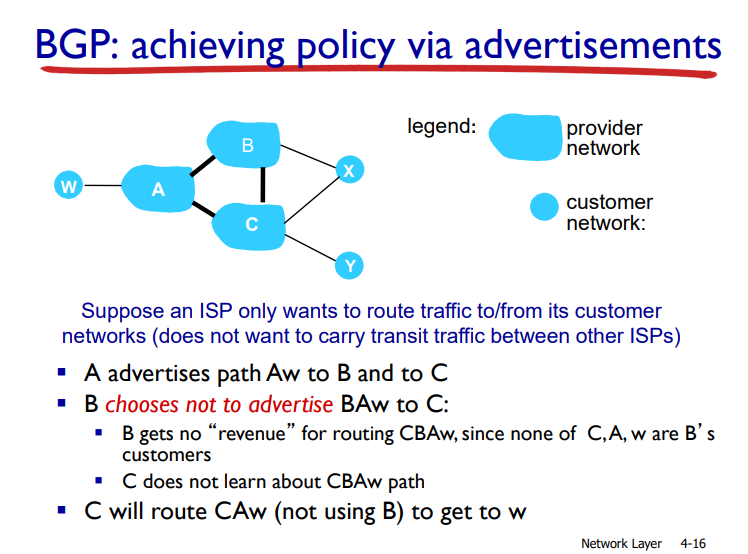 BGP: achieving policy via advertisements
legend:
provider
network
customer
network:
W
A
B
C
X
Y
Suppose an ISP only wants to route traffic to/from its customer
networks (does not want to carry transit traffic between other ISPs)
▪ A advertises path Aw to B and to C
▪ B chooses not to advertise BAw to C:
▪ B gets no “revenue” for routing CBAw, since none of C, A, w are B’s
customers
▪ C does not learn about CBAw path
▪ C will route CAw (not using B) to get to w
Network Layer 4-16